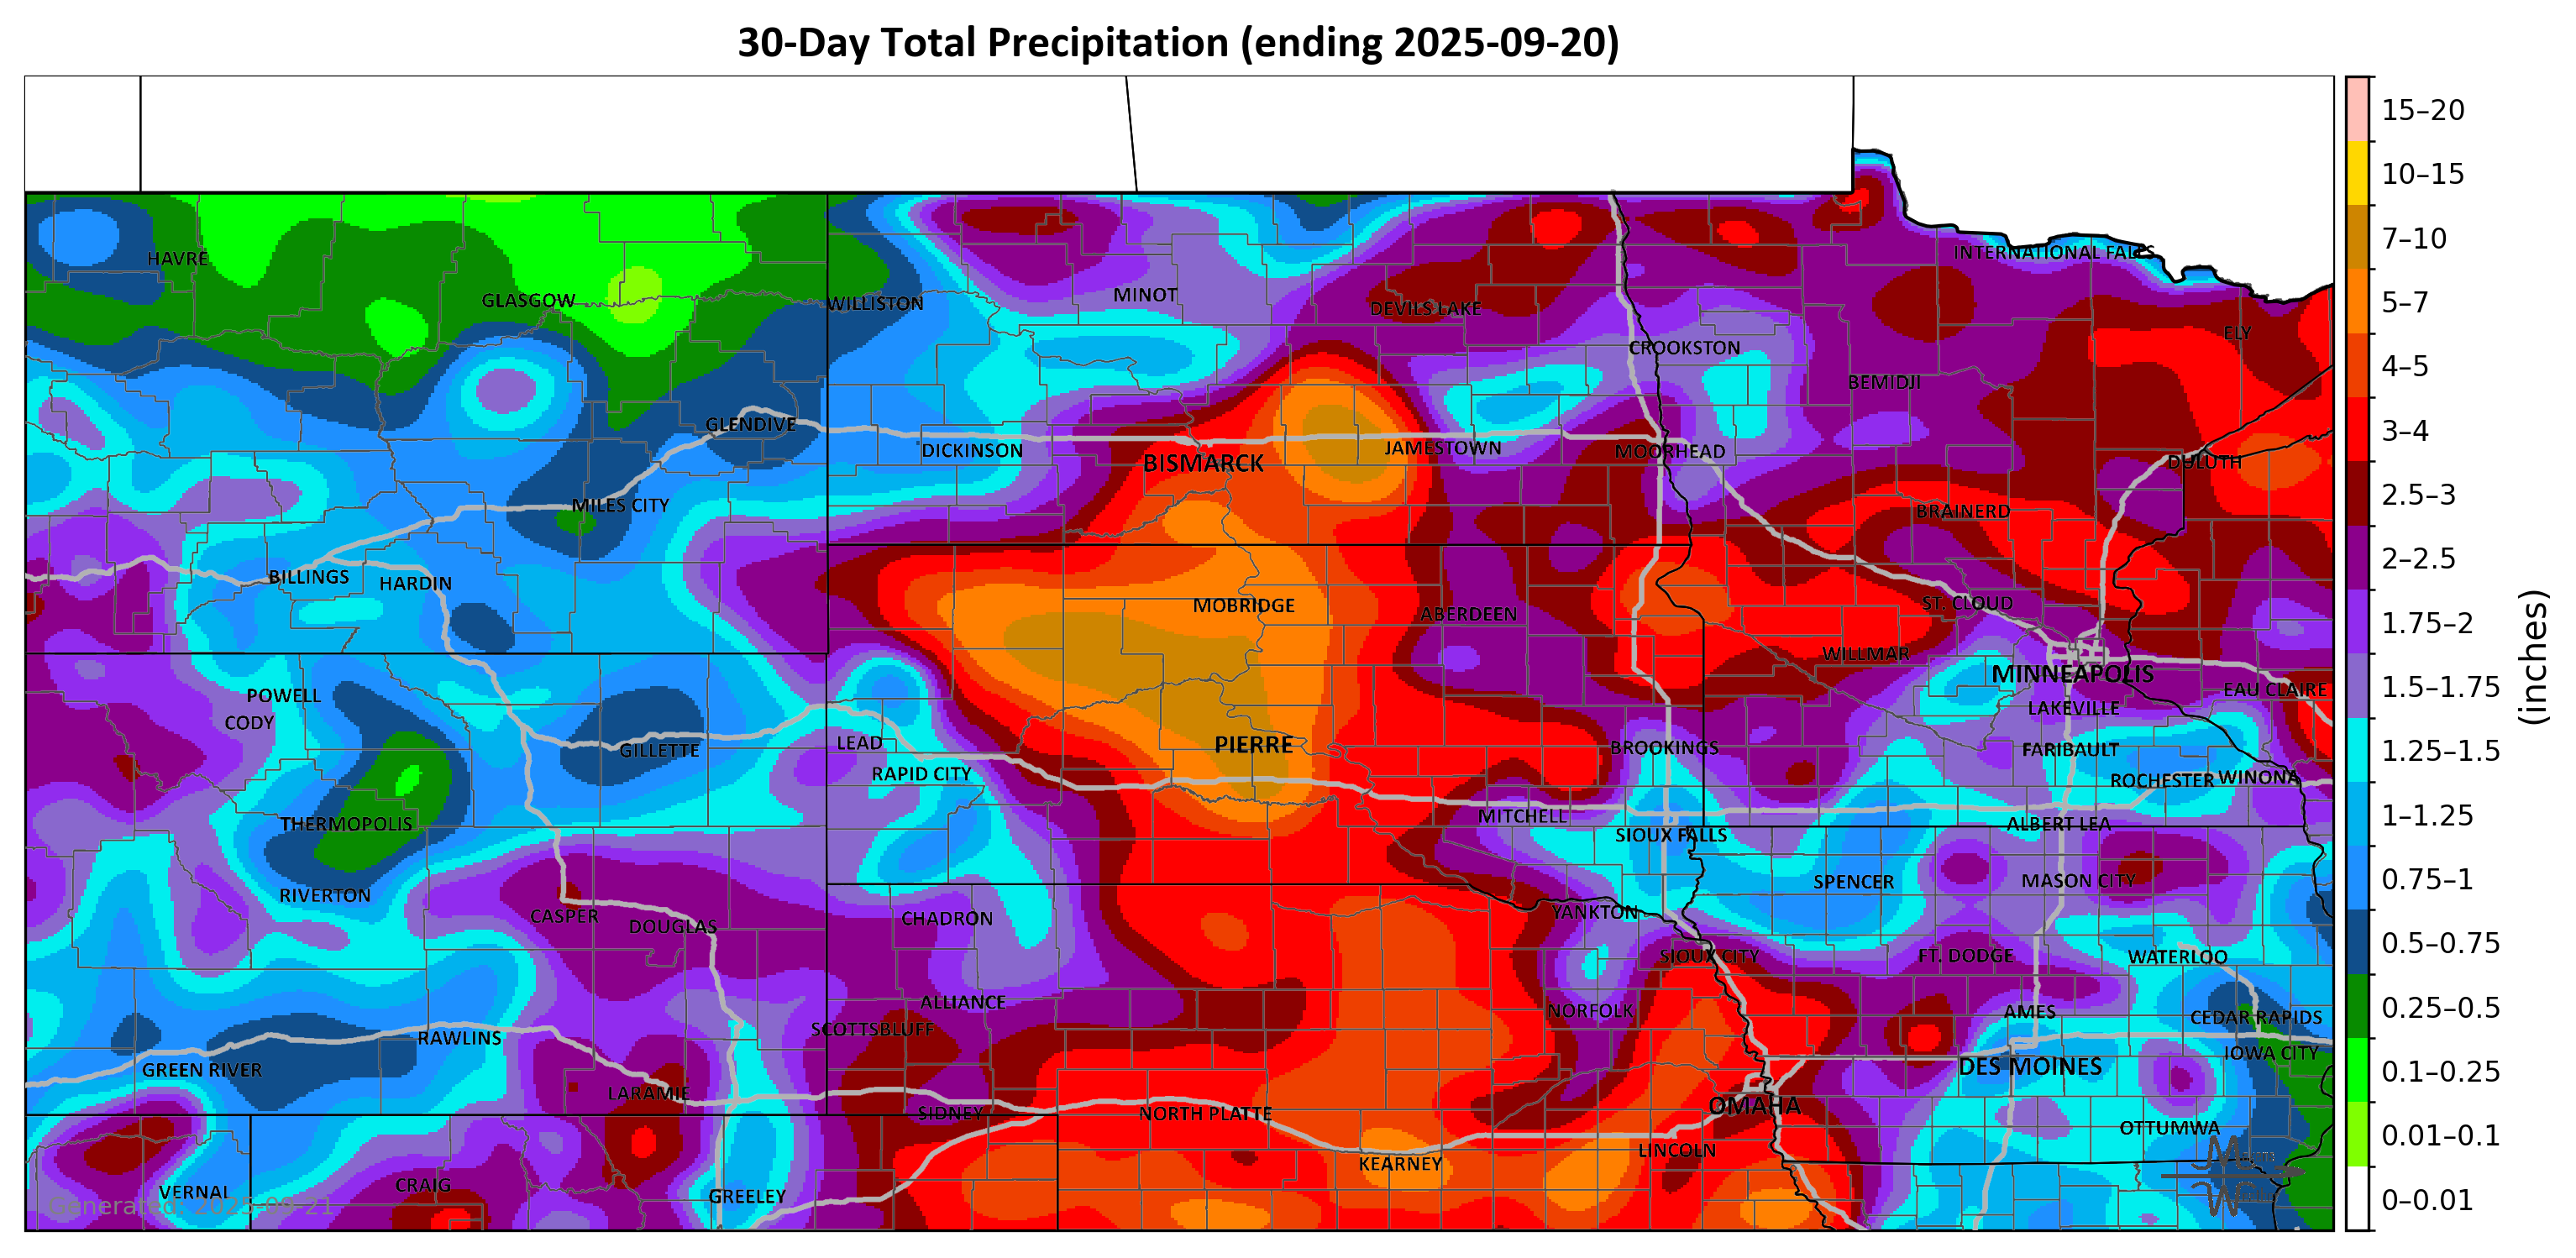 30-Day Total Precipitation (ending 2025-09-20)
15–20
10–15
7–10
5–7
4–5
3–4
2.5–3
2–2.5
1.75–2
1.5–1.75
1.25–1.5
1–1.25
0.75–1
0.5–0.75
0.25–0.5
0.1–0.25
0.01–0.1
0–0.01
(inches)
HAVRE
INTERNATIONAL FALLS
GLASGOW
WILLISTON
MINOT
DEVILS LAKE
ELY
CROOKSTON
BEMIDJI
GLENDIVE
DICKINSON
BISMARCK
JAMESTOWN
MOORHEAD
DULUTH
MILES CITY
BRAINERD
BILLINGS
HARDIN
MOBRIDGE
ABERDEEN
ST. CLOUD
WILLMAR
MINNEAPOLIS
POWELL
CODY
EAU CLAIRE
LAKEVILLE
GILLETTE
LEAD
PIERRE
BROOKINGS
FARIBAULT
RAPID CITY
ROCHESTER
WINONA
THERMOPOLIS
MITCHELL
SIOUX FALLS
ALBERT LEA
RIVERTON
SPENCER
MASON CITY
CASPER
DOUGLAS
CHADRON
YANKTON
SIOUX CITY
FT. DODGE
WATERLOO
ALLIANCE
NORFOLK
AMES
SCOTTSBLUFF
CEDAR RAPIDS
RAWLINS
IOWA CITY
GREEN RIVER
DES MOINES
LARAMIE
SIDNEY
NORTH PLATTE
OMAHA
OTTUMWA
LINCOLN
KEARNEY
CRAIG
VERNAL
GREELEY
Generated: 2025-09-21